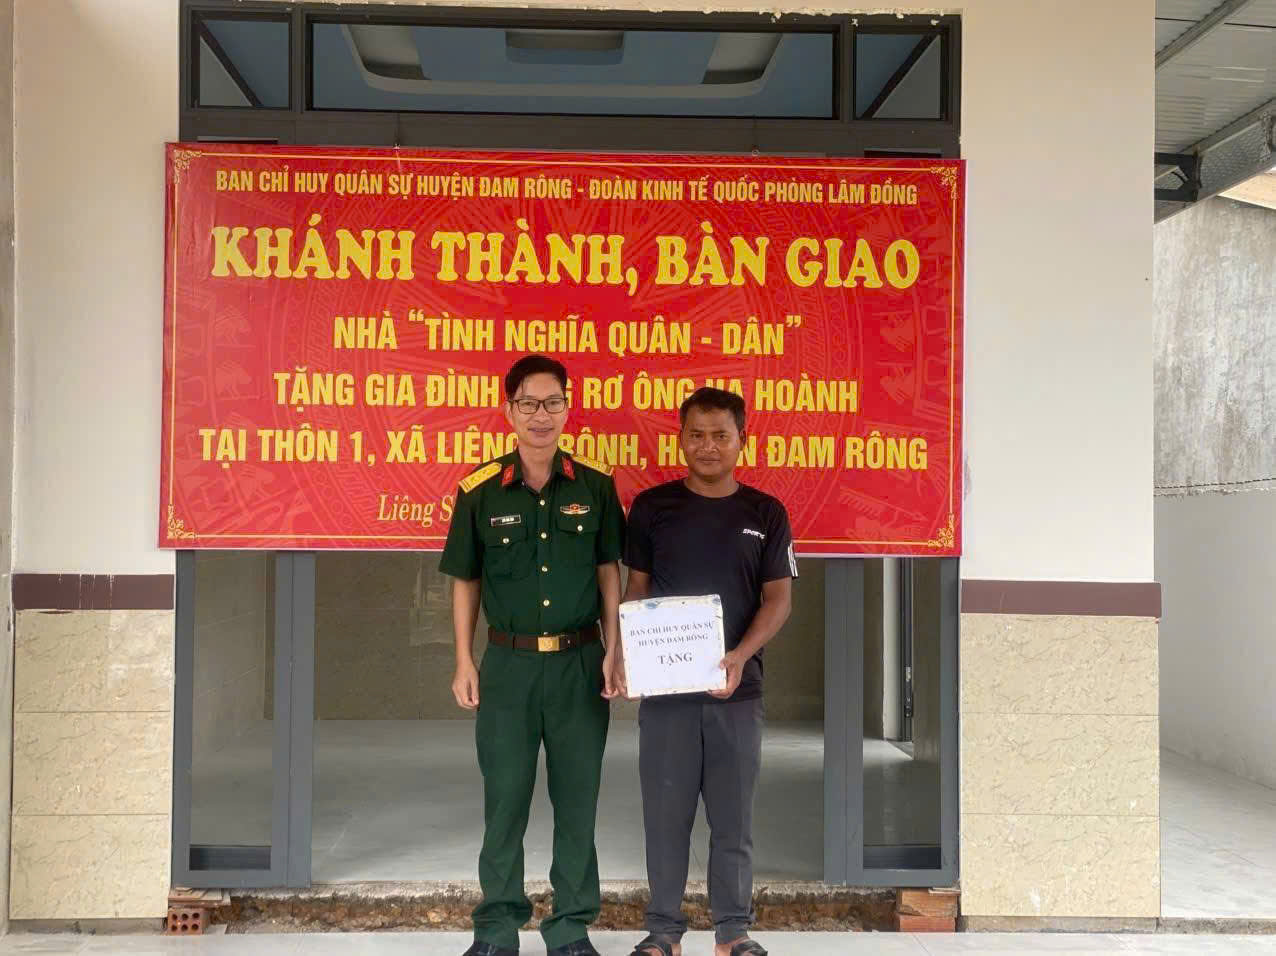 BAN CHỈ HUY QUÂN SỰ HUYỆN ĐAM RÔNG - ĐOÀN KINH TẾ QUỐC PHÒNG LÂM ĐỒNG
KHÁNH THÀNH, BÀN GIAO
NHÀ "TÌNH NGHĨA QUÂN - DÂN"
TẶNG GIA ĐÌNH RƠ ÔNG HA HOÀNH
TẠI THÔN 1, XÃ LIÊNG ĐAM RÔNG
Liêng
SPORTS
BAN CHỈ HUY QUÂN SỰ
HUYỆN ĐAM RÔNG
TẶNG